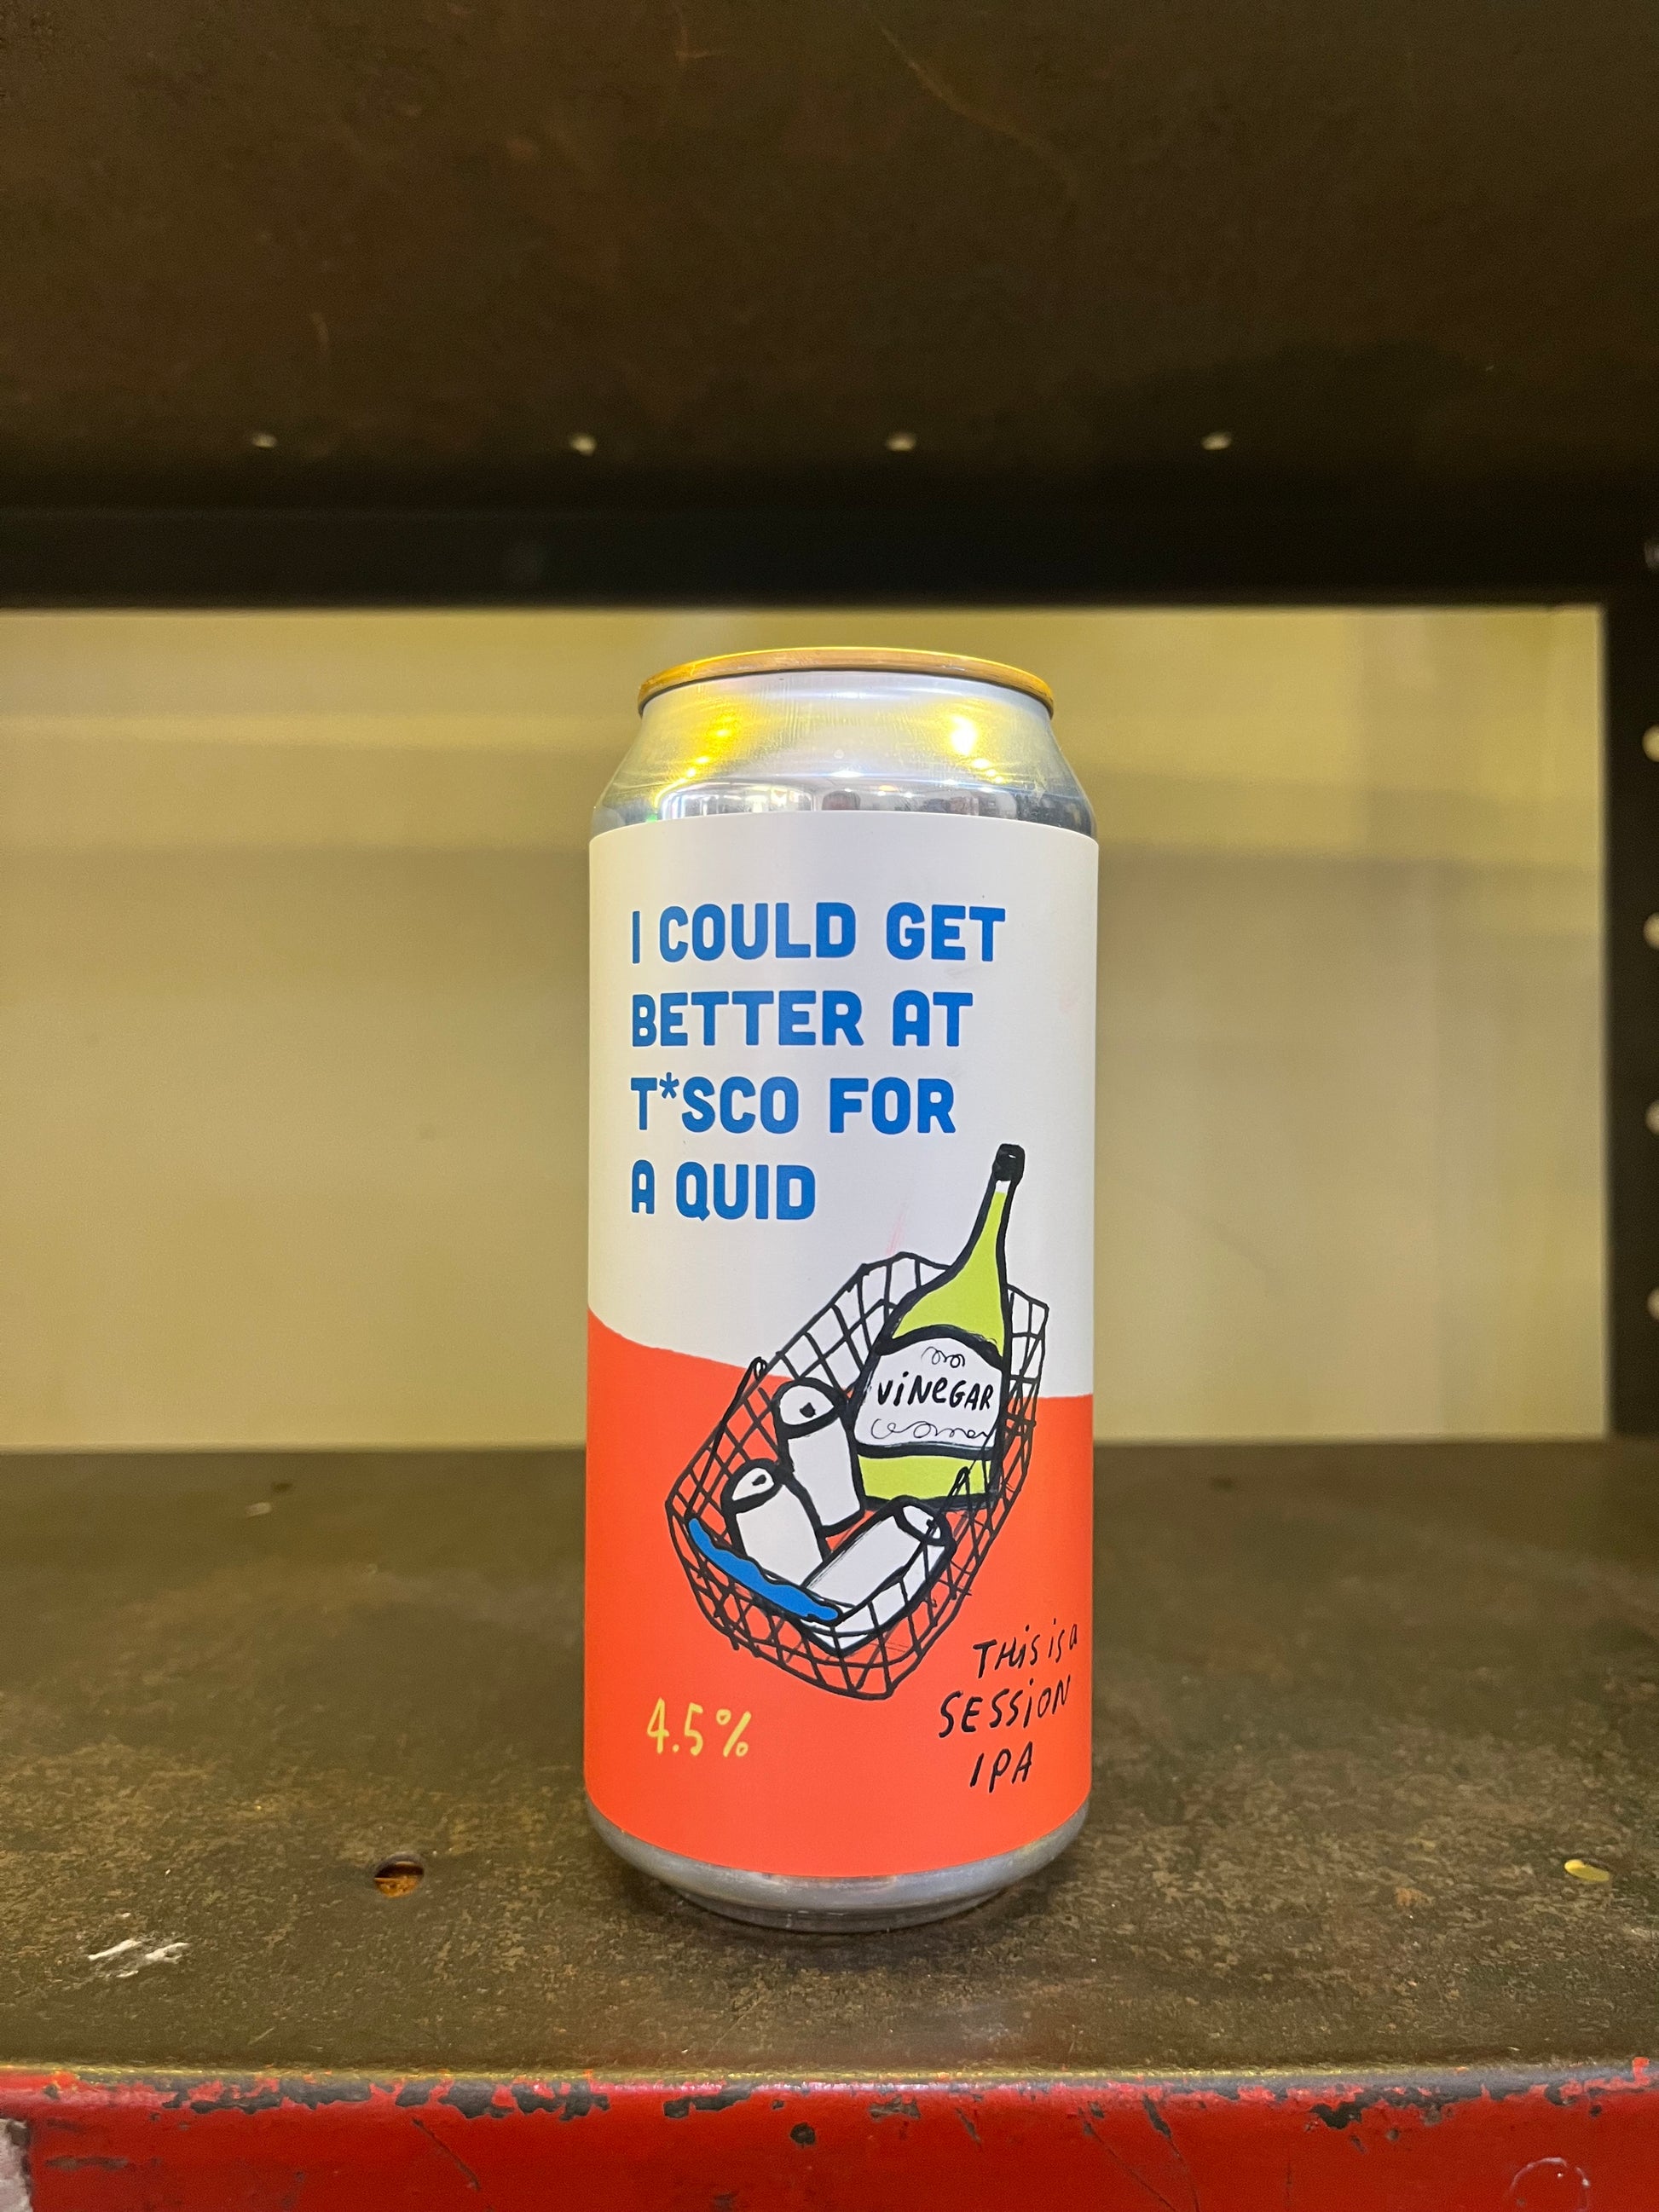 I COULD GET
BETTER AT
T*SCO FOR
A QUID
ViNeGAR
4.5%
THis is a
SESSiON
IPA